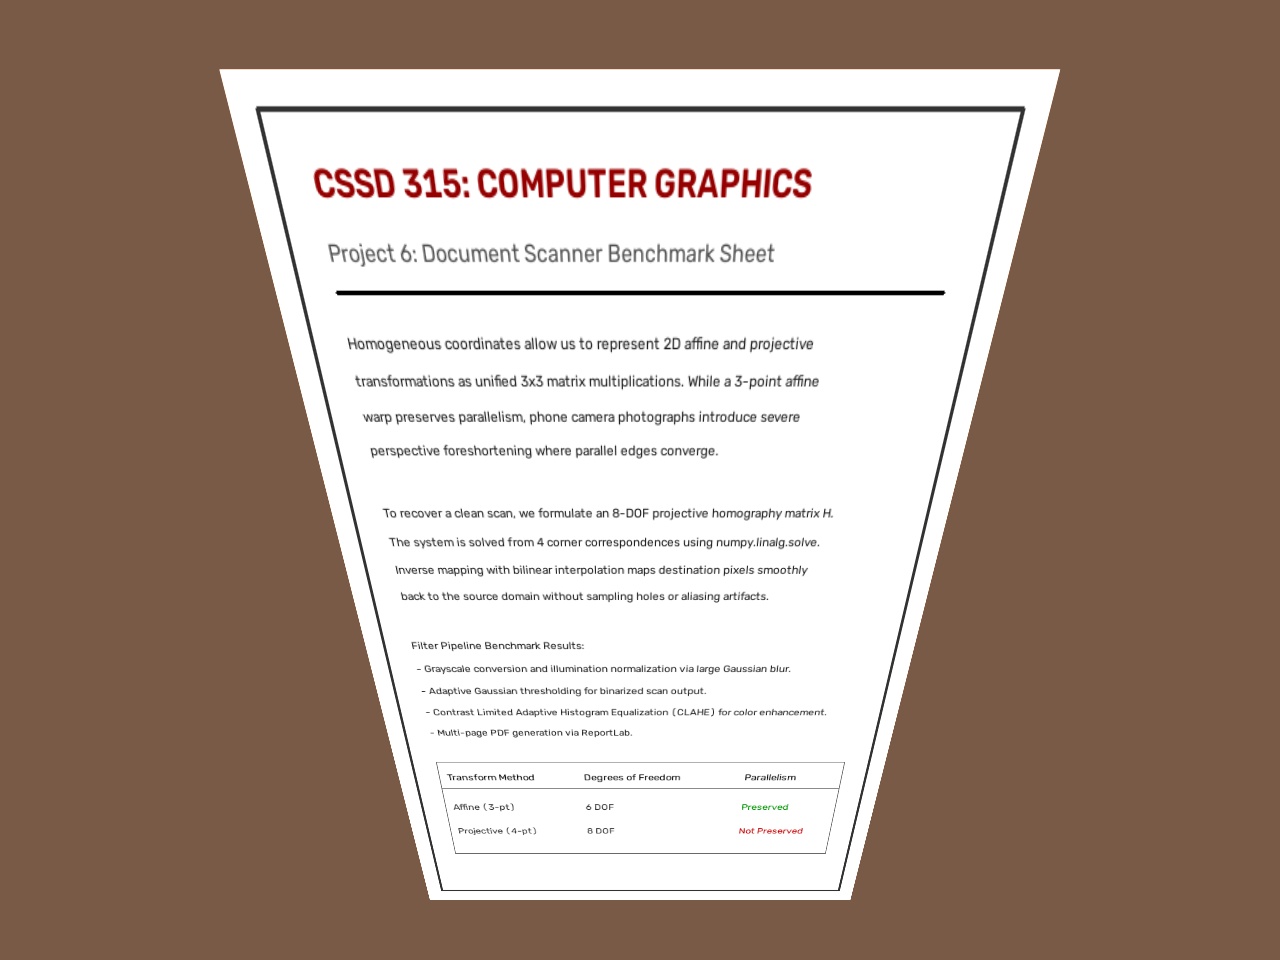 CSSD 315: COMPUTER GRAPHICS
Project 6: Document Scanner Benchmark Sheet
Homogeneous coordinates allow us to represent 2D affine and projective
transformations as unified 3x3 matrix multiplications. While a 3-point affine
warp preserves parallelism, phone camera photographs introduce severe
perspective foreshortening where parallel edges converge.
To recover a clean scan, we formulate an 8-DOF projective homography matrix H.
The system is solved from 4 corner correspondences using numpy.linalg.solve.
Inverse mapping with bilinear interpolation maps destination pixels smoothly
back to the source domain without sampling holes or aliasing artifacts.
Filter Pipeline Benchmark Results:
- Grayscale conversion and illumination normalization via large Gaussian blur.
- Adaptive Gaussian thresholding for binarized scan output.
- Contrast Limited Adaptive Histogram Equalization (CLAHE) for color enhancement.
- Multi-page PDF generation via ReportLab.
Transform Method Degrees of Freedom Parallelism
Affine (3-pt) 6 DOF Preserved
Projective (4-pt) 8 DOF Not Preserved